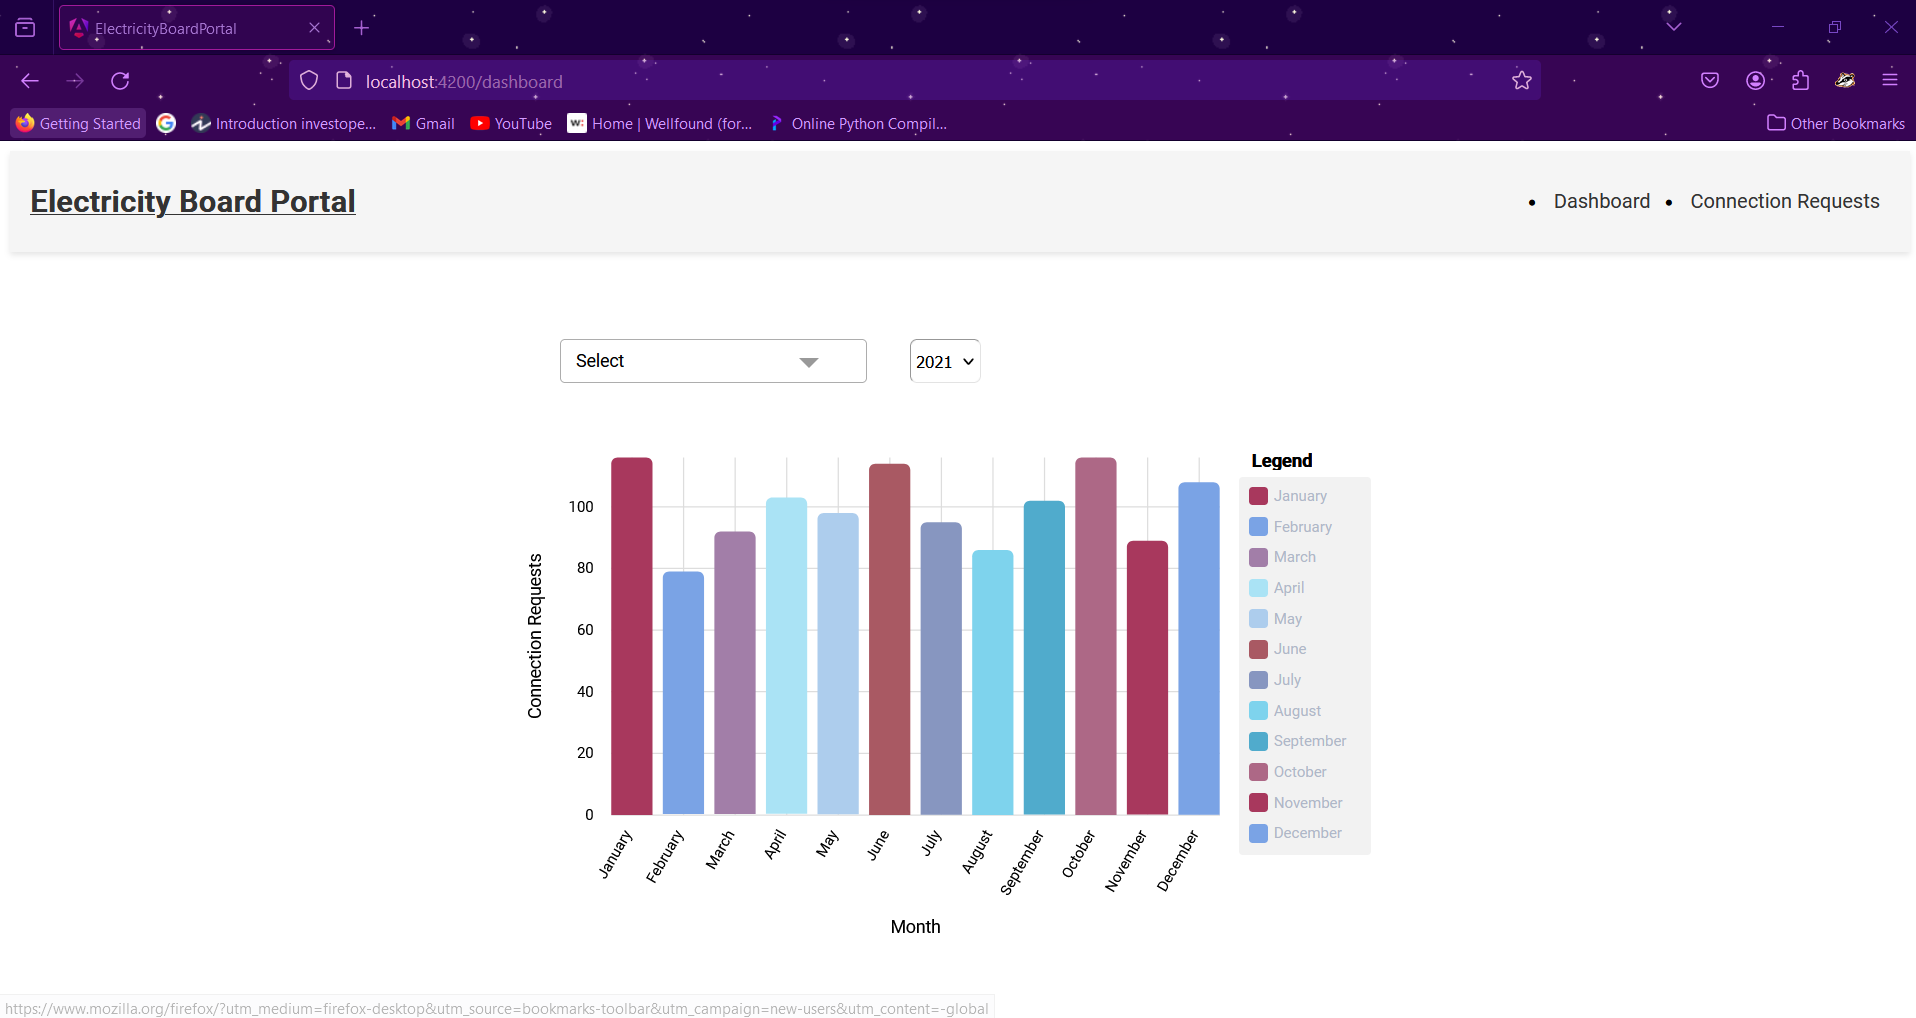 ElectricityBoardPortal
localhost:4200/dashboard
Getting Started
Introduction investope...
Gmail
YouTube
Home | Wellfound (for...
Online Python Compil...
Other Bookmarks
Electricity Board Portal
• Dashboard • Connection Requests
Select
2021
Connection Requests
100
80
60
40
20
0
January
February
March
April
May
June
July
August
September
October
November
December
Month
Legend
January
February
March
April
May
June
July
August
September
October
November
December
https://www.mozilla.org/firefox/?utm_medium=firefox-desktop&utm_source=bookmarks-toolbar&utm_campaign=new-users&utm_content=-global